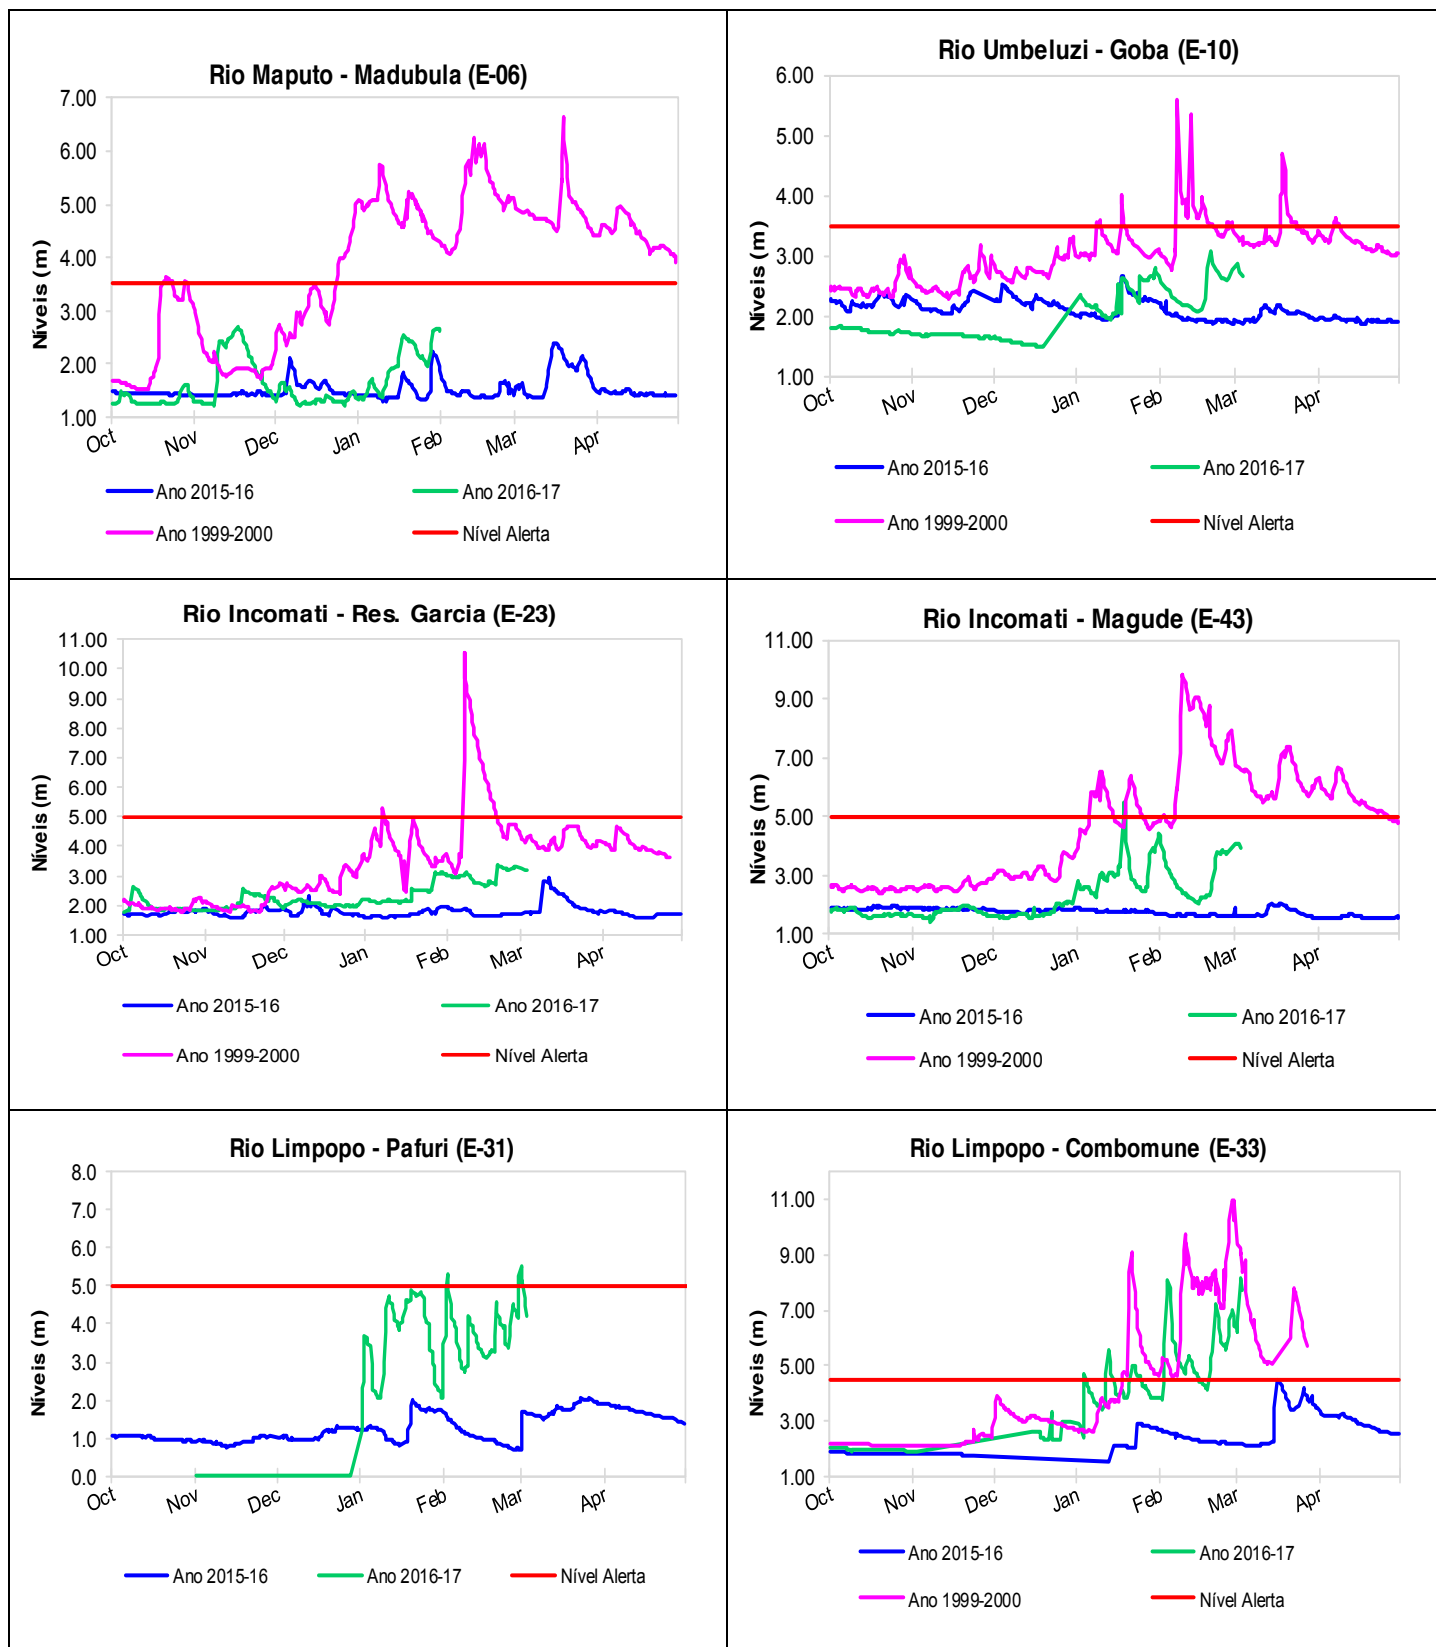 Rio Maputo - Madubula (E-06)
Níveis (m)
7.00
6.00
5.00
4.00
3.00
2.00
1.00
Oct Nov Dec Jan Feb Mar Apr
Ano 2015-16 Ano 2016-17
Ano 1999-2000 Nível Alerta
Rio Umbeluzi - Goba (E-10)
Níveis (m)
6.00
5.00
4.00
3.00
2.00
1.00
Oct Nov Dec Jan Feb Mar Apr
Ano 2015-16 Ano 2016-17
Ano 1999-2000 Nível Alerta
Rio Incomati - Res. Garcia (E-23)
Níveis (m)
11.00
10.00
9.00
8.00
7.00
6.00
5.00
4.00
3.00
2.00
1.00
Oct Nov Dec Jan Feb Mar Apr
Ano 2015-16 Ano 2016-17
Ano 1999-2000 Nível Alerta
Rio Incomati - Magude (E-43)
Níveis (m)
11.00
9.00
7.00
5.00
3.00
1.00
Oct Nov Dec Jan Feb Mar Apr
Ano 2015-16 Ano 2016-17
Ano 1999-2000 Nível Alerta
Rio Limpopo - Pafuri (E-31)
Níveis (m)
8.0
7.0
6.0
5.0
4.0
3.0
2.0
1.0
0.0
Oct Nov Dec Jan Feb Mar Apr
Ano 2015-16 Ano 2016-17 Nível Alerta
Rio Limpopo - Combomune (E-33)
Níveis (m)
11.00
9.00
7.00
5.00
3.00
1.00
Oct Nov Dec Jan Feb Mar Apr
Ano 2015-16 Ano 2016-17
Ano 1999-2000 Nível Alerta